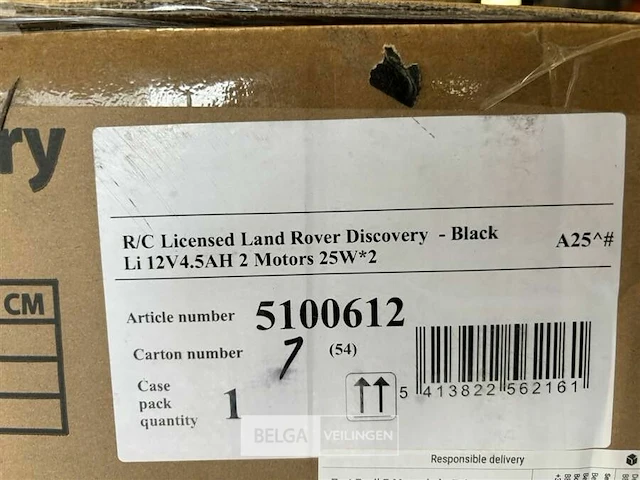 ry
R/C Licensed Land Rover Discovery - Black
Li 12V4.5AH 2 Motors 25W*2
A25^#
CM
Article number 5100612
Carton number 7 (54)
Case pack quantity 1
5 413822 562161
BELGA VEILINGEN
Responsible delivery